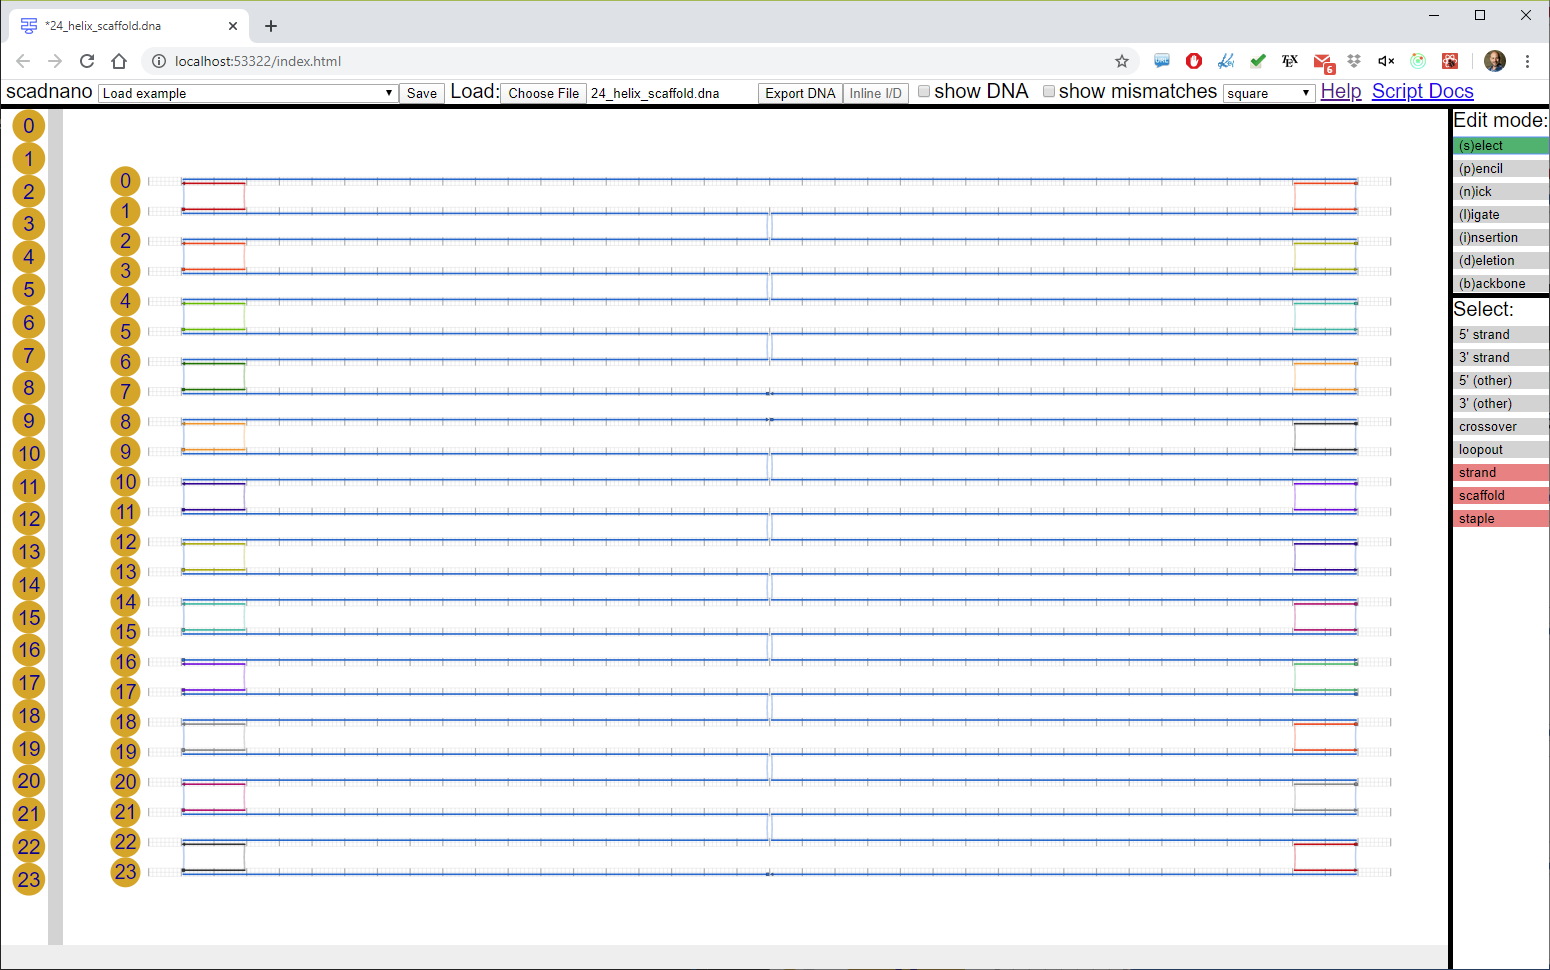 *24_helix_scaffold.dna
localhost:53322/index.html
6
scadnano Load example Save Load: Choose File 24_helix_scaffold.dna Export DNA Inline I/D show DNA show mismatches square Help Script Docs
0
1
2
3
4
5
6
7
8
9
10
11
12
13
14
15
16
17
18
19
20
21
22
23
0
1
2
3
4
5
6
7
8
9
10
11
12
13
14
15
16
17
18
19
20
21
22
23
Edit mode:
(s)elect
(p)encil
(n)ick
(l)igate
(i)nsertion
(d)eletion
(b)ackbone
Select:
5' strand
3' strand
5' (other)
3' (other)
crossover
loopout
strand
scaffold
staple